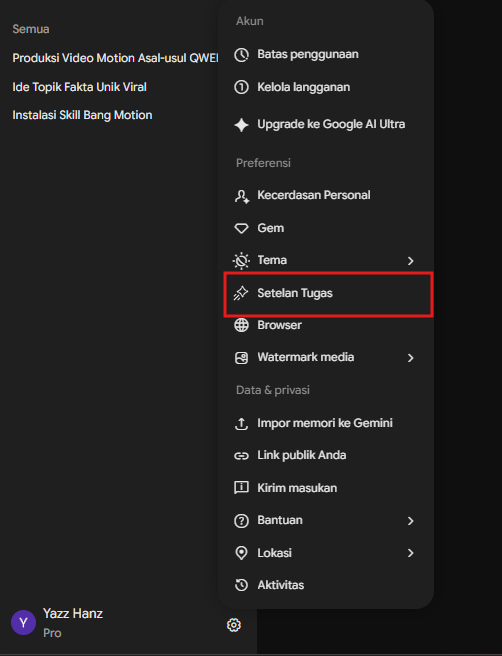 Semua
Produksi Video Motion Asal-usul QWE
Ide Topik Fakta Unik Viral
Instalasi Skill Bang Motion
Akun
Batas penggunaan
Kelola langganan
Upgrade ke Google AI Ultra
Preferensi
Kecerdasan Personal
Gem
Tema
Setelan Tugas
Browser
Watermark media
Data & privasi
Impor memori ke Gemini
Link publik Anda
Kirim masukan
Bantuan
Lokasi
Aktivitas
Y
Yazz Hanz
Pro